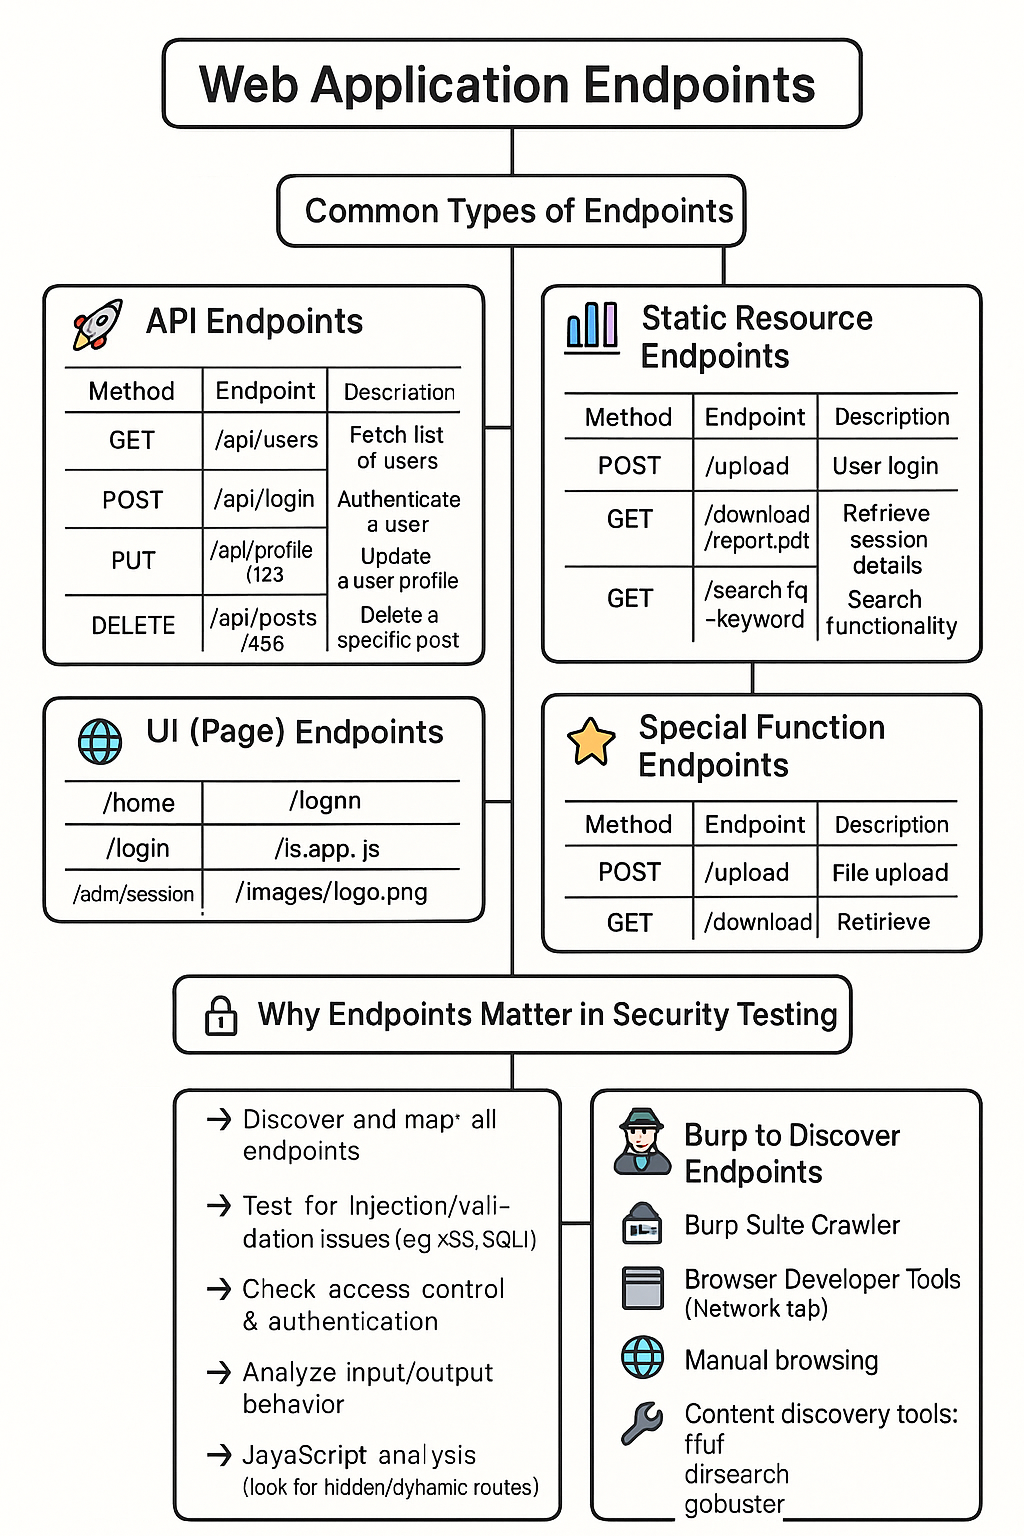 Web Application Endpoints
Common Types of Endpoints
API Endpoints
Method Endpoint Descriation
GET /api/users Fetch list
of users
POST /api/login Authenticate
a user
PUT /apl/profile Update
(123 a user profile
DELETE /api/posts Delete a
/456 specific post
Static Resource
Endpoints
Method Endpoint Description
POST /upload User login
GET /download Refrieve
/report.pdt session
details
GET /search fq Search
-keyword functionality
UI (Page) Endpoints
/home /lognn
/login /is.app. js
/adm/session /images/logo.png
Special Function
Endpoints
Method Endpoint Description
POST /upload File upload
GET /download Retirieve
Why Endpoints Matter in Security Testing
→ Discover and map· all
endpoints
→ Test for Injection/vali-
dation issues (eg xSS, SQLI)
→ Check access control
& authentication
→ Analyze input/output
behavior
→ JayaScript analysis
(look for hidden/dyhamic routes)
Burp to Discover
Endpoints
Burp Sulte Crawler
Browser Developer Tools
(Network tab)
Manual browsing
Content discovery tools:
ffuf
dirsearch
gobuster